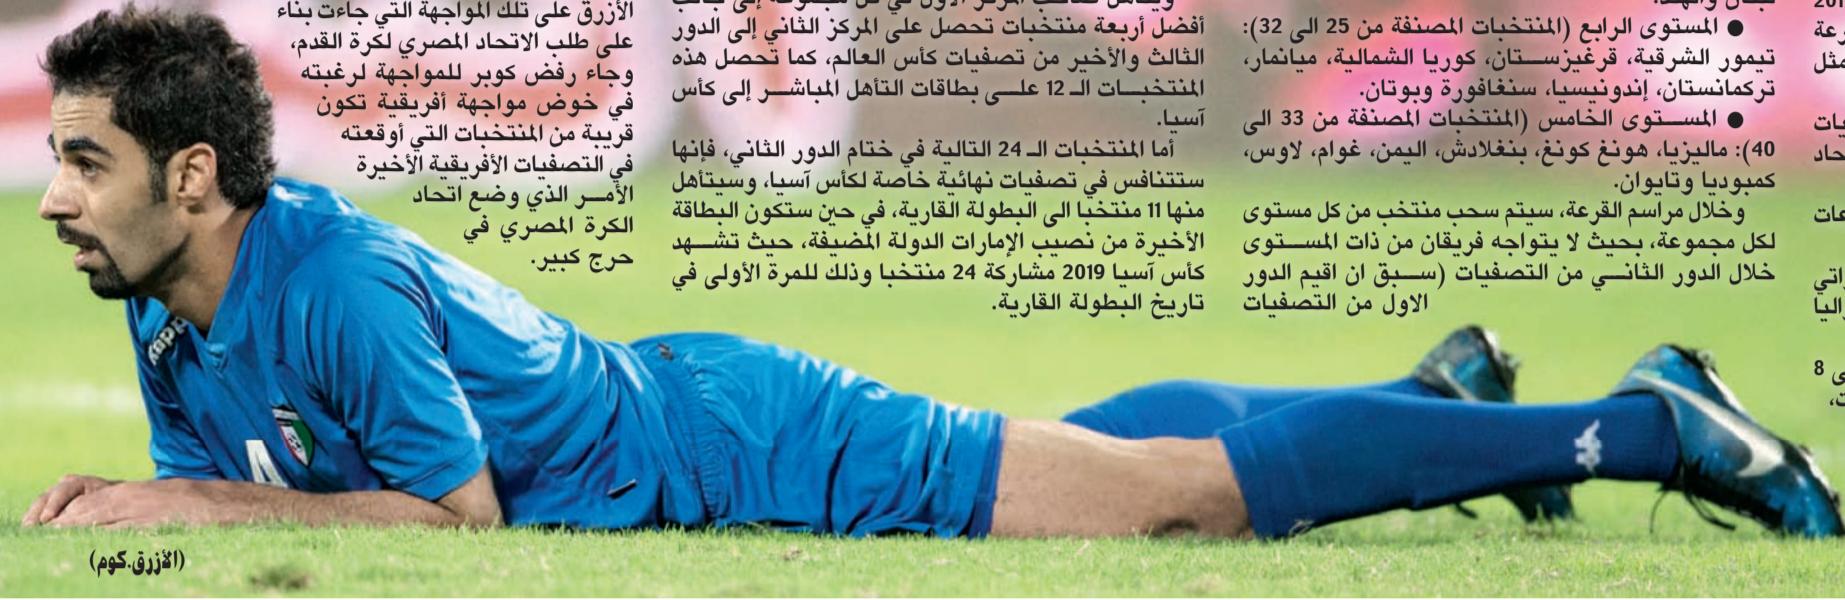 ● المستوى الرابع (المنتخبات المصنفة من 25 الى 32):
تيمور الشرقية، قرغيزستان، كوريا الشمالية، ميانمار،
تركمانستان، إندونيسيا، سنغافورة وبوتان.
● المستوى الخامس (المنتخبات المصنفة من 33 الى
40): ماليزيا، هونغ كونغ، بنغلادش، اليمن، غوام، لاوس،
كمبوديا وتايوان.
وخلال مراسم القرعة، سيتم سحب منتخب من كل مستوى
لكل مجموعة، بحيث لا يتواجه فريقان من ذات المستوى
خلال الدور الثاني من التصفيات (سبق ان اقيم الدور
الاول من التصفيات
أفضل أربعة منتخبات تحصل على المركز الثاني إلى الدور
الثالث والأخير من تصفيات كأس العالم، كما تحصل هذه
المنتخبات الـ 12 على بطاقات التأهل المباشر إلى كأس
آسيا.
أما المنتخبات الـ 24 التالية في ختام الدور الثاني، فإنها
ستتنافس في تصفيات نهائية خاصة لكأس آسيا، وسيتأهل
منها 11 منتخبا الى البطولة القارية، في حين ستكون البطاقة
الأخيرة من نصيب الإمارات الدولة المضيفة، حيث تشهد
كأس آسيا 2019 مشاركة 24 منتخبا وذلك للمرة الأولى في
تاريخ البطولة القارية.
الأزرق على تلك المواجهة التي جاءت بناء
على طلب الاتحاد المصري لكرة القدم،
وجاء رفض كوبر للمواجهة لرغبته
في خوض مواجهة أفريقية تكون
قريبة من المنتخبات التي أوقعته
في التصفيات الأفريقية الأخيرة
الأمر الذي وضع اتحاد
الكرة المصري في
حرج كبير.
Kappa
4
(الأزرق.كوم)